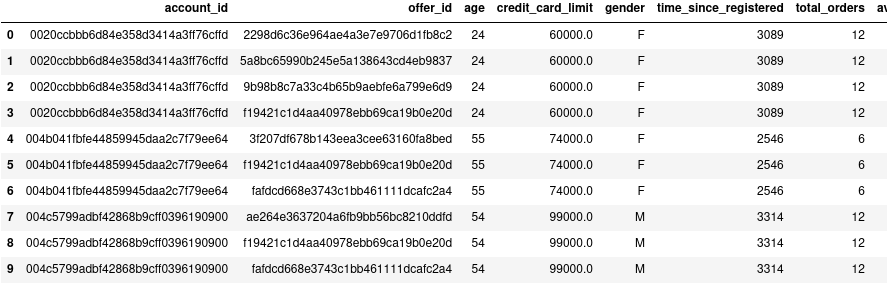 account_id offer_id age credit_card_limit gender time_since_registered total_orders av
0 0020ccbbb6d84e358d3414a3ff76cffd 2298d6c36e964ae4a3e7e9706d1fb8c2 24 60000.0 F 3089 12
1 0020ccbbb6d84e358d3414a3ff76cffd 5a8bc65990b245e5a138643cd4eb9837 24 60000.0 F 3089 12
2 0020ccbbb6d84e358d3414a3ff76cffd 9b98b8c7a33c4b65b9aebfe6a799e6d9 24 60000.0 F 3089 12
3 0020ccbbb6d84e358d3414a3ff76cffd f19421c1d4aa40978ebb69ca19b0e20d 24 60000.0 F 3089 12
4 004b041fbfe44859945daa2c7f79ee64 3f207df678b143eea3cee63160fa8bed 55 74000.0 F 2546 6
5 004b041fbfe44859945daa2c7f79ee64 f19421c1d4aa40978ebb69ca19b0e20d 55 74000.0 F 2546 6
6 004b041fbfe44859945daa2c7f79ee64 fafdcd668e3743c1bb461111dcafc2a4 55 74000.0 F 2546 6
7 004c5799adbf42868b9cff0396190900 ae264e3637204a6fb9bb56bc8210ddfd 54 99000.0 M 3314 12
8 004c5799adbf42868b9cff0396190900 f19421c1d4aa40978ebb69ca19b0e20d 54 99000.0 M 3314 12
9 004c5799adbf42868b9cff0396190900 fafdcd668e3743c1bb461111dcafc2a4 54 99000.0 M 3314 12